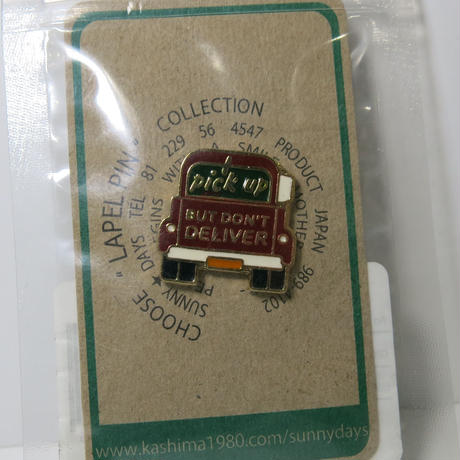 COLLECTION
" LAPEL PIN "
TEL 81 229 56 4547 PRODUCT JAPAN 989
CHOOSE SUNNY★DAYS
pick up
BUT DON'T
DELIVER
www.kashima1980.com/sunnydays